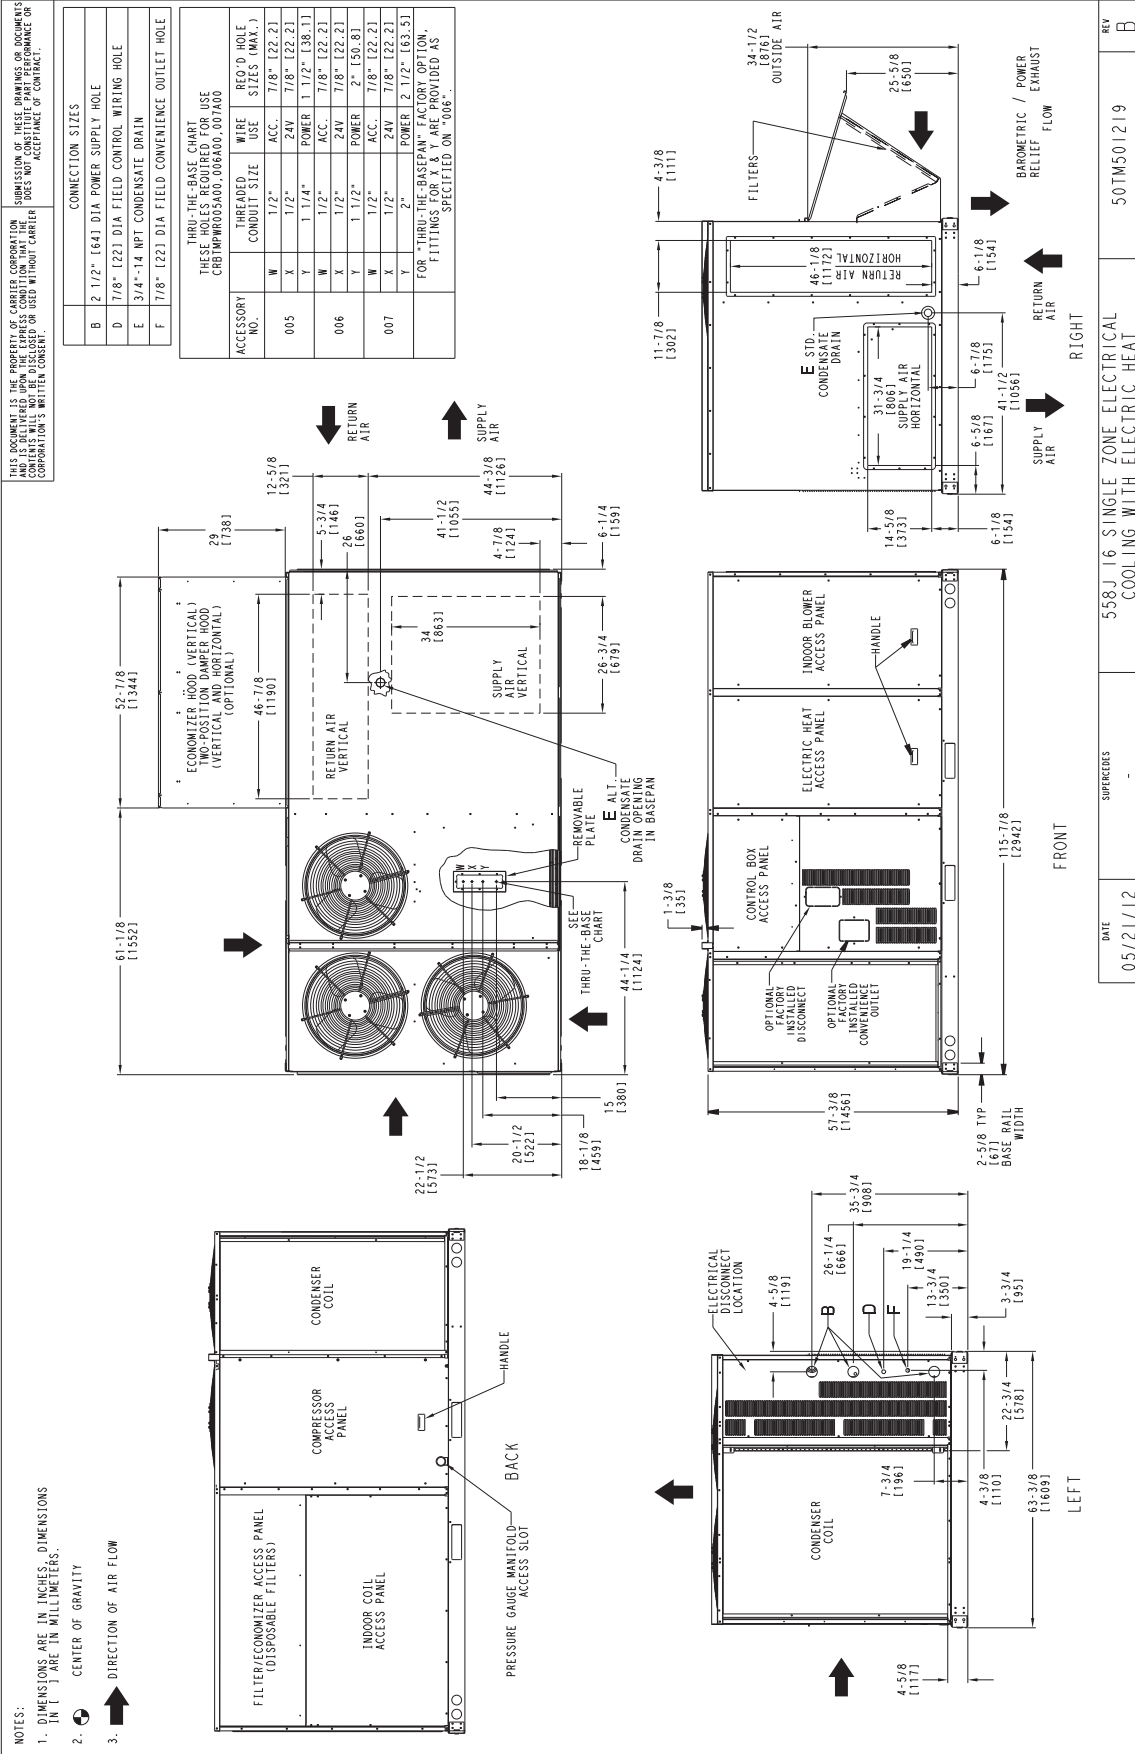 NOTES:
1. DIMENSIONS ARE IN INCHES, DIMENSIONS
IN [ ] ARE IN MILLIMETERS.
2. CENTER OF GRAVITY
3. DIRECTION OF AIR FLOW
THIS DOCUMENT IS THE PROPERTY OF CARRIER CORPORATION
AND IS DELIVERED UPON THE EXPRESS CONDITION THAT THE
CONTENTS WILL NOT BE DISCLOSED OR USED WITHOUT CARRIER
CORPORATION'S WRITTEN CONSENT.
SUBMISSION OF THESE DRAWINGS OR DOCUMENTS
DOES NOT CONSTITUTE PART PERFORMANCE OR
ACCEPTANCE OF CONTRACT.
CONNECTION SIZES
B 2 1/2" [64] DIA POWER SUPPLY HOLE
D 7/8" [22] DIA FIELD CONTROL WIRING HOLE
E 3/4"-14 NPT CONDENSATE DRAIN
F 7/8" [22] DIA FIELD CONVENIENCE OUTLET HOLE
THRU-THE-BASE CHART
THESE HOLES REQUIRED FOR USE
CRBTMPWR005A00,006A00,007A00
ACCESSORY NO. THREADED CONDUIT SIZE WIRE USE REQ'D HOLE SIZES (MAX.)
005 W 1/2" ACC. 7/8" [22.2]
X 1/2" 24V 7/8" [22.2]
Y 1 1/4" POWER 1 1/2" [38.1]
006 W 1/2" ACC. 7/8" [22.2]
X 1/2" 24V 7/8" [22.2]
Y 1 1/2" POWER 2" [50.8]
007 W 1/2" ACC. 7/8" [22.2]
X 1/2" 24V 7/8" [22.2]
Y 2" POWER 2 1/2" [63.5]
FOR "THRU-THE-BASEPAN" FACTORY OPTION,
FITTINGS FOR X & Y ARE PROVIDED AS
SPECIFIED ON "006".
FILTER/ECONOMIZER ACCESS PANEL
(DISPOSABLE FILTERS)
INDOOR COIL
ACCESS PANEL
COMPRESSOR
ACCESS
PANEL
CONDENSER
COIL
HANDLE
PRESSURE GAUGE MANIFOLD
ACCESS SLOT
BACK
61-1/8
[1552]
52-7/8
[1344]
29
[738]
ECONOMIZER HOOD (VERTICAL)
TWO-POSITION DAMPER HOOD
(VERTICAL AND HORIZONTAL)
(OPTIONAL)
46-7/8
[1190]
RETURN AIR
VERTICAL
12-5/8
[321]
5-3/4
[146]
26
[660]
RETURN
AIR
SUPPLY
AIR
44-3/8
[1126]
41-1/2
[1055]
4-7/8
[124]
6-1/4
[159]
34
[863]
SUPPLY
AIR
VERTICAL
26-3/4
[679]
W
X
Y
REMOVABLE
PLATE
E ALT.
CONDENSATE
DRAIN OPENING
IN BASEPAN
SEE
THRU-THE-BASE
CHART
44-1/4
[1124]
15
[380]
18-1/8
[459]
20-1/2
[522]
22-1/2
[573]
ELECTRICAL
DISCONNECT
LOCATION
CONDENSER
COIL
4-5/8
[119]
B
D
F
35-3/4
[908]
26-1/4
[666]
19-1/4
[490]
13-3/4
[350]
3-3/4
[95]
22-3/4
[578]
7-3/4
[196]
4-3/8
[110]
63-3/8
[1609]
4-5/8
[117]
LEFT
1-3/8
[35]
CONTROL BOX
ACCESS PANEL
ELECTRIC HEAT
ACCESS PANEL
INDOOR BLOWER
ACCESS PANEL
HANDLE
OPTIONAL
FACTORY
INSTALLED
DISCONNECT
OPTIONAL
FACTORY
INSTALLED
CONVENIENCE
OUTLET
57-3/8
[1456]
2-5/8 TYP
[67]
BASE RAIL
WIDTH
115-7/8
[2942]
FRONT
34-1/2
[876]
OUTSIDE AIR
25-5/8
[650]
FILTERS
4-3/8
[111]
11-7/8
[302]
46-1/8
[1172]
RETURN AIR
HORIZONTAL
E STD.
CONDENSATE
DRAIN
31-3/4
[806]
SUPPLY AIR
HORIZONTAL
14-5/8
[373]
6-1/8
[154]
6-5/8
[167]
6-7/8
[175]
41-1/2
[1056]
6-1/8
[154]
SUPPLY
AIR
RETURN
AIR
BAROMETRIC / POWER
RELIEF FLOW EXHAUST
RIGHT
DATE
05/21/12
SUPERCEDES
-
558J 16 SINGLE ZONE ELECTRICAL
COOLING WITH ELECTRIC HEAT
50TM501219
REV
B